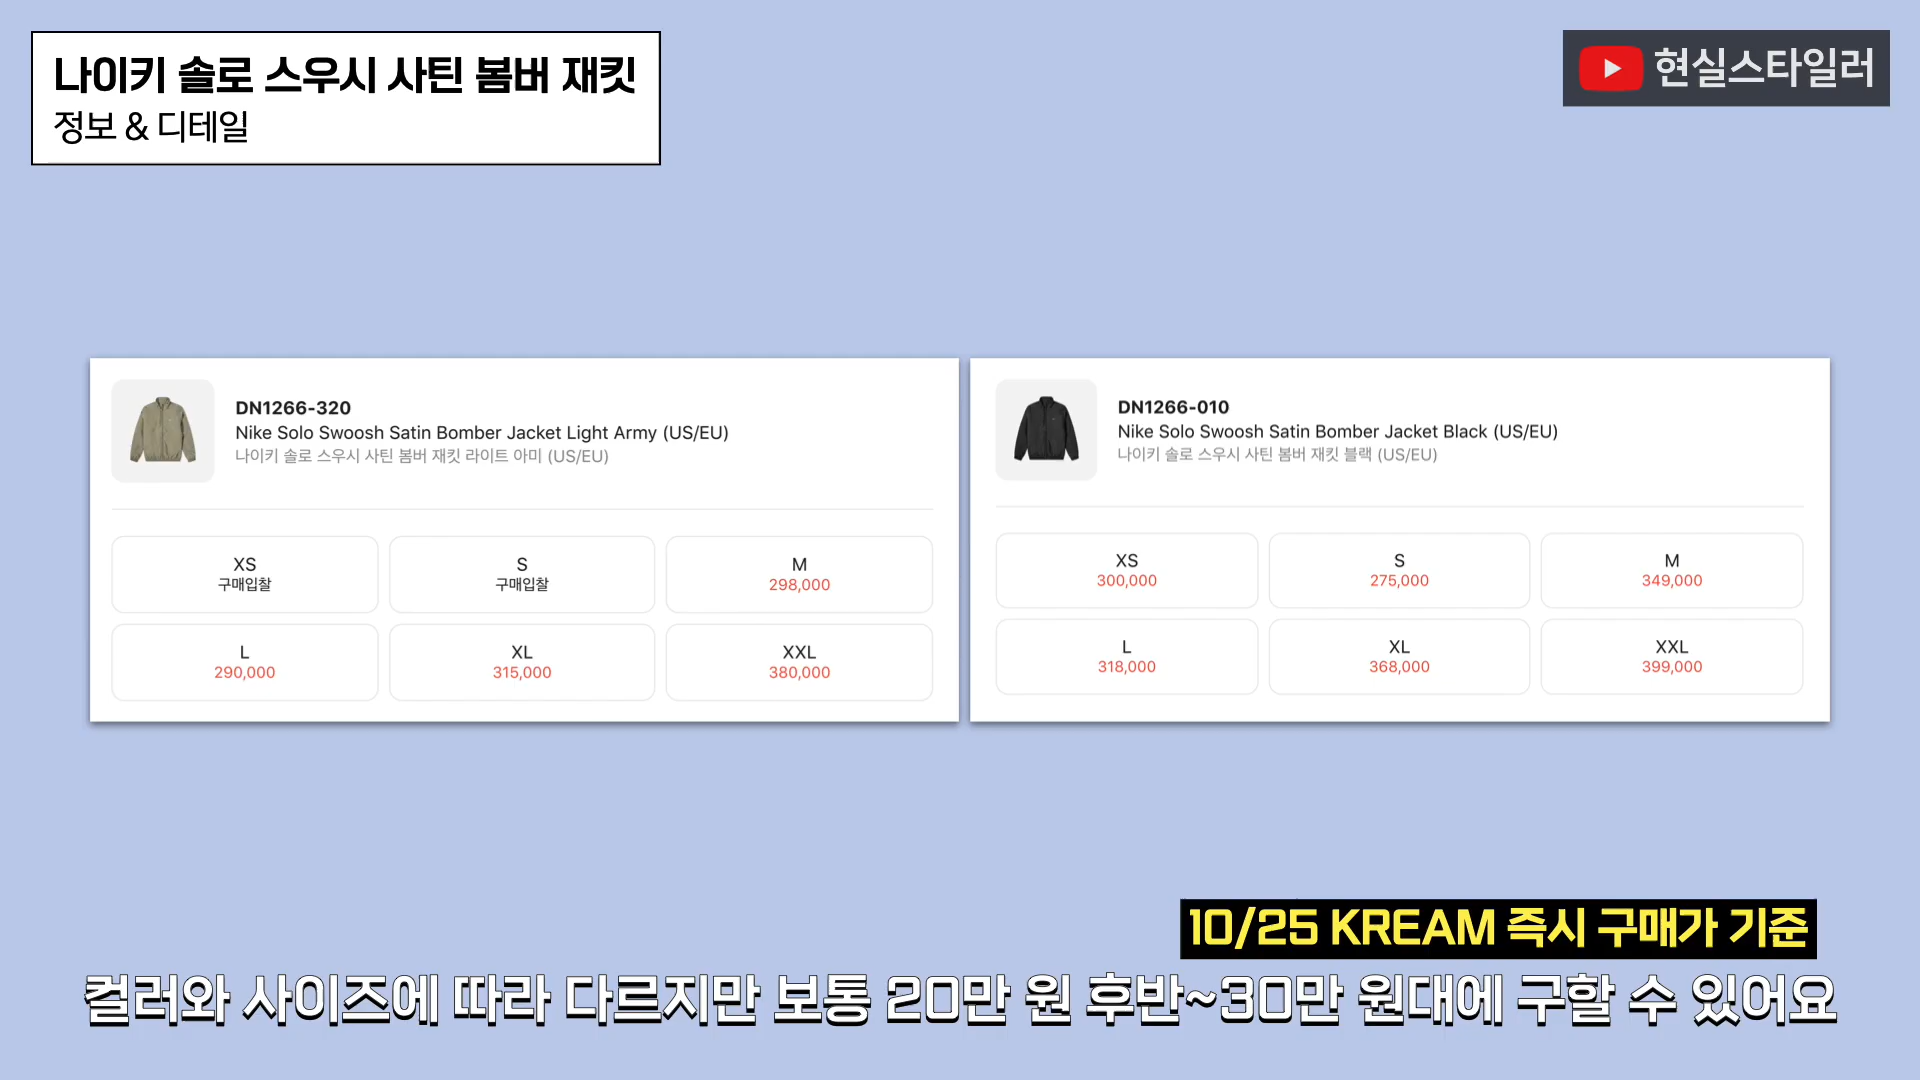 나이키 솔로 스우시 사틴 봄버 재킷
정보 & 디테일
현실스타일러
DN1266-320
Nike Solo Swoosh Satin Bomber Jacket Light Army (US/EU)
나이키 솔로 스우시 사틴 봄버 재킷 라이트 아미 (US/EU)
XS
구매입찰
S
구매입찰
M
298,000
L
290,000
XL
315,000
XXL
380,000
DN1266-010
Nike Solo Swoosh Satin Bomber Jacket Black (US/EU)
나이키 솔로 스우시 사틴 봄버 재킷 블랙 (US/EU)
XS
300,000
S
275,000
M
349,000
L
318,000
XL
368,000
XXL
399,000
10/25 KREAM 즉시 구매가 기준
컬러와 사이즈에 따라 다르지만 보통 20만 원 후반~30만 원대에 구할 수 있어요